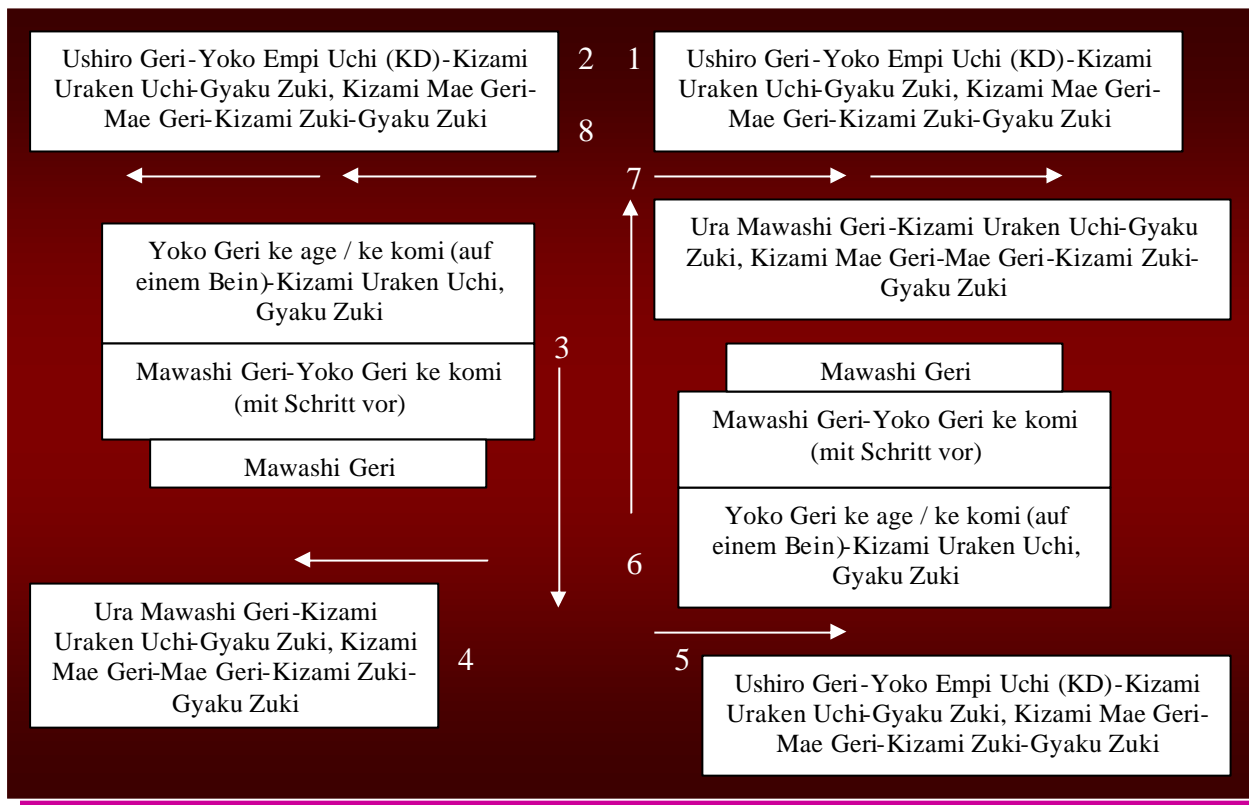 Ushiro Geri-Yoko Empi Uchi (KD)-Kizami
Uraken Uchi-Gyaku Zuki, Kizami Mae Geri-
Mae Geri-Kizami Zuki-Gyaku Zuki
2
1
Ushiro Geri-Yoko Empi Uchi (KD)-Kizami
Uraken Uchi-Gyaku Zuki, Kizami Mae Geri-
Mae Geri-Kizami Zuki-Gyaku Zuki
8
7
Yoko Geri ke age / ke komi (auf
einem Bein)-Kizami Uraken Uchi,
Gyaku Zuki
Mawashi Geri-Yoko Geri ke komi
(mit Schritt vor)
Mawashi Geri
3
Ura Mawashi Geri-Kizami Uraken Uchi-Gyaku
Zuki, Kizami Mae Geri-Mae Geri-Kizami Zuki-
Gyaku Zuki
Mawashi Geri
Mawashi Geri-Yoko Geri ke komi
(mit Schritt vor)
Yoko Geri ke age / ke komi (auf
einem Bein)-Kizami Uraken Uchi,
Gyaku Zuki
6
Ura Mawashi Geri-Kizami
Uraken Uchi-Gyaku Zuki, Kizami
Mae Geri-Mae Geri-Kizami Zuki-
Gyaku Zuki
4
5
Ushiro Geri-Yoko Empi Uchi (KD)-Kizami
Uraken Uchi-Gyaku Zuki, Kizami Mae Geri-
Mae Geri-Kizami Zuki-Gyaku Zuki